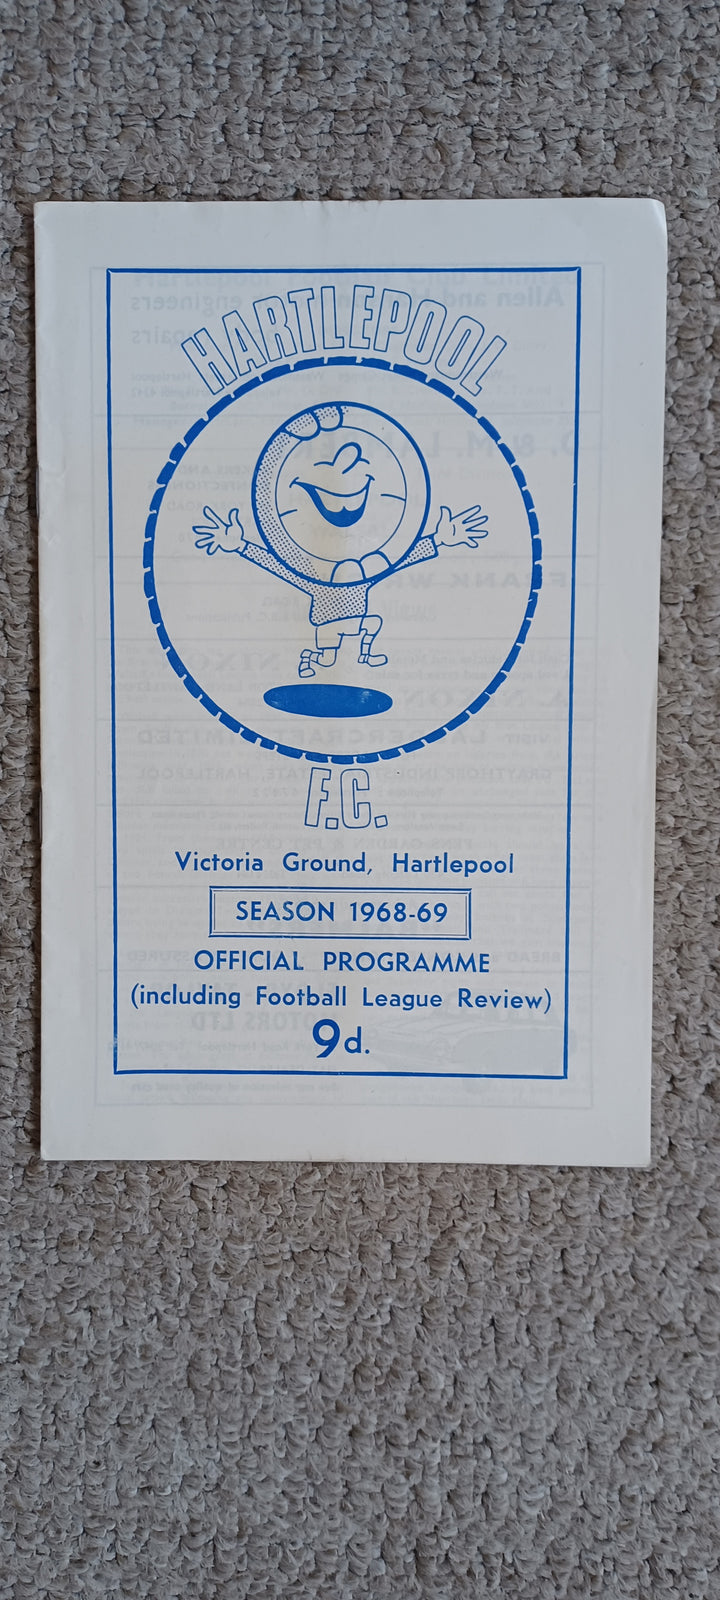 HARTLEPOOL
F.C.
Victoria Ground, Hartlepool
SEASON 1968-69
OFFICIAL PROGRAMME
(including Football League Review)
9d.